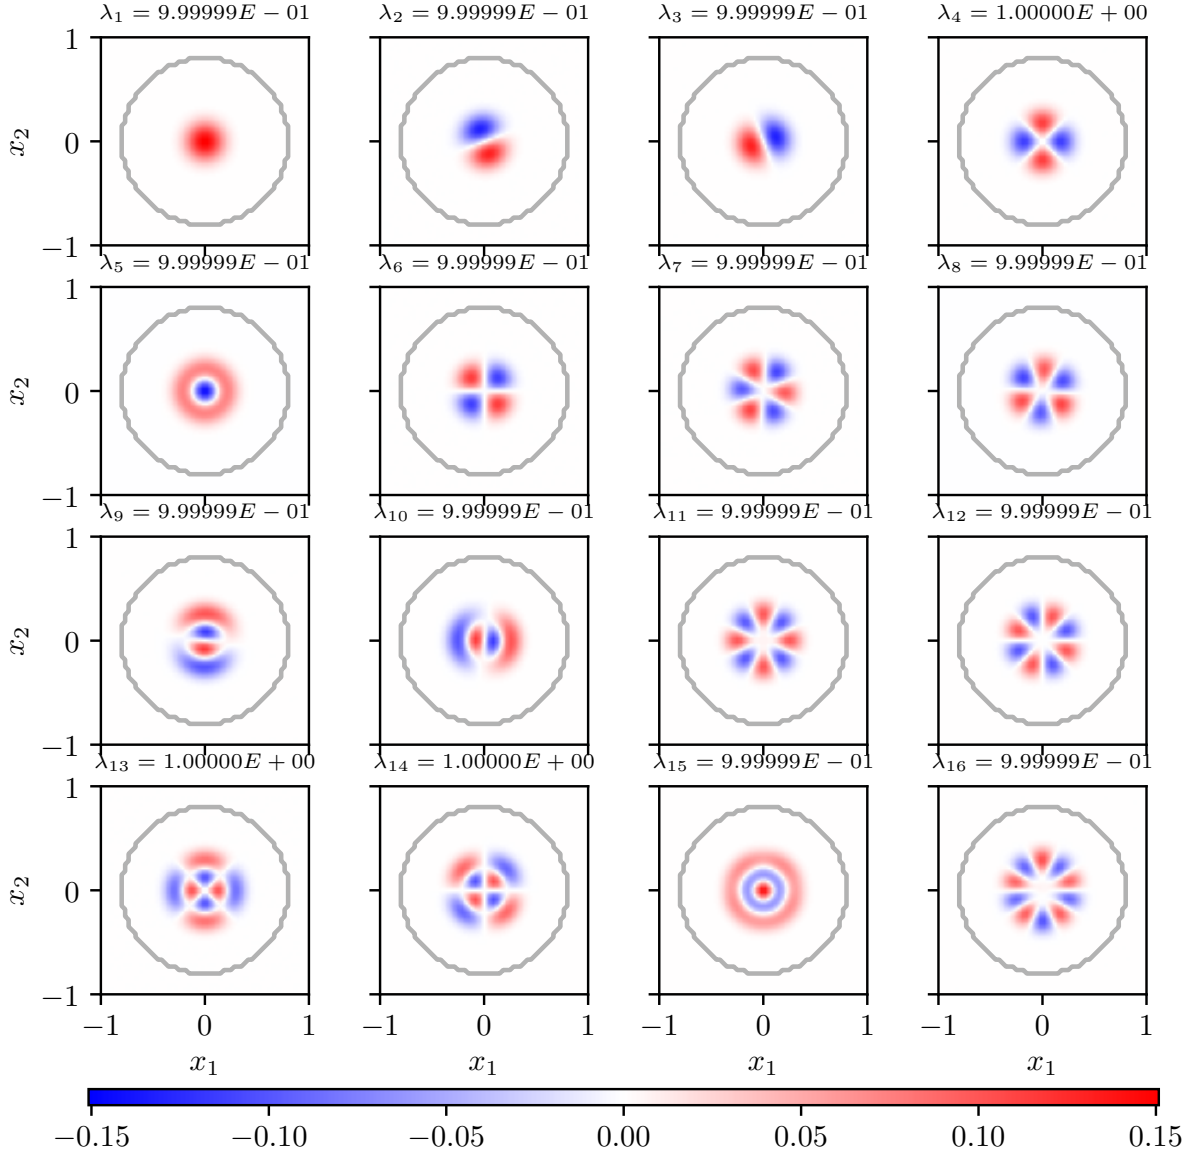 λ₁ = 9.99999E − 01 λ₂ = 9.99999E − 01 λ₃ = 9.99999E − 01 λ₄ = 1.00000E + 00
1
x₂ 0
−1
λ₅ = 9.99999E − 01 λ₆ = 9.99999E − 01 λ₇ = 9.99999E − 01 λ₈ = 9.99999E − 01
1
x₂ 0
−1
λ₉ = 9.99999E − 01 λ₁₀ = 9.99999E − 01 λ₁₁ = 9.99999E − 01 λ₁₂ = 9.99999E − 01
1
x₂ 0
−1
λ₁₃ = 1.00000E + 00 λ₁₄ = 1.00000E + 00 λ₁₅ = 9.99999E − 01 λ₁₆ = 9.99999E − 01
1
x₂ 0
−1
−1 0 1 −1 0 1 −1 0 1 −1 0 1
x₁ x₁ x₁ x₁
−0.15 −0.10 −0.05 0.00 0.05 0.10 0.15